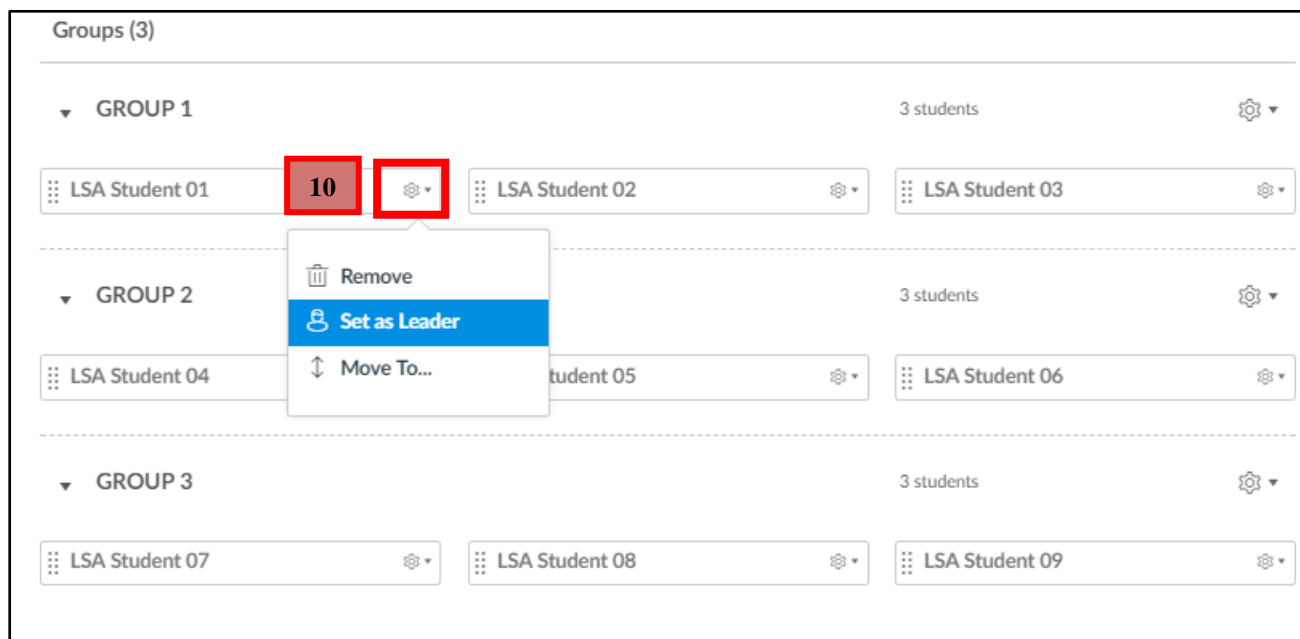 Groups (3)
GROUP 1 3 students
LSA Student 01 10 LSA Student 02 LSA Student 03
Remove
GROUP 2 3 students
Set as Leader
Move To...
LSA Student 04 tudent 05 LSA Student 06
GROUP 3 3 students
LSA Student 07 LSA Student 08 LSA Student 09